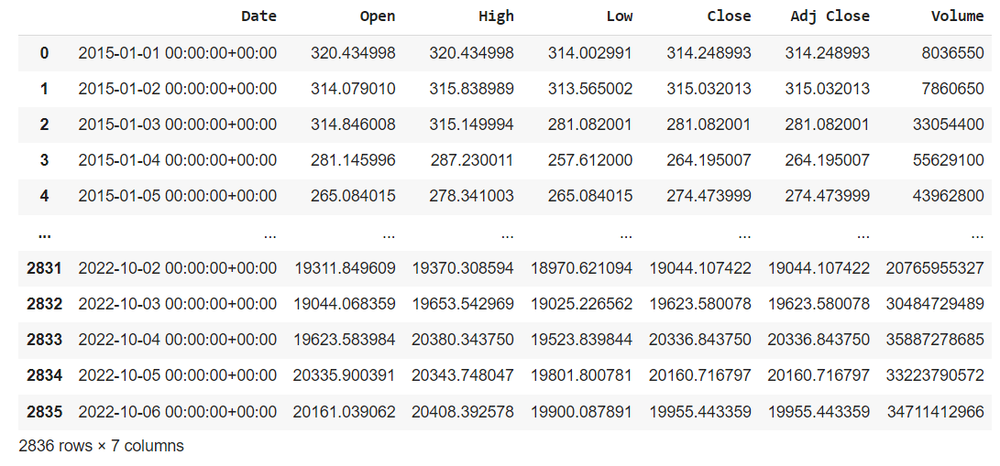 Date Open High Low Close Adj Close Volume
0 2015-01-01 00:00:00+00:00 320.434998 320.434998 314.002991 314.248993 314.248993 8036550
1 2015-01-02 00:00:00+00:00 314.079010 315.838989 313.565002 315.032013 315.032013 7860650
2 2015-01-03 00:00:00+00:00 314.846008 315.149994 281.082001 281.082001 281.082001 33054400
3 2015-01-04 00:00:00+00:00 281.145996 287.230011 257.612000 264.195007 264.195007 55629100
4 2015-01-05 00:00:00+00:00 265.084015 278.341003 265.084015 274.473999 274.473999 43962800
... ... ... ... ... ... ... ...
2831 2022-10-02 00:00:00+00:00 19311.849609 19370.308594 18970.621094 19044.107422 19044.107422 20765955327
2832 2022-10-03 00:00:00+00:00 19044.068359 19653.542969 19025.226562 19623.580078 19623.580078 30484729489
2833 2022-10-04 00:00:00+00:00 19623.583984 20380.343750 19523.839844 20336.843750 20336.843750 35887278685
2834 2022-10-05 00:00:00+00:00 20335.900391 20343.748047 19801.800781 20160.716797 20160.716797 33223790572
2835 2022-10-06 00:00:00+00:00 20161.039062 20408.392578 19900.087891 19955.443359 19955.443359 34711412966
2836 rows × 7 columns